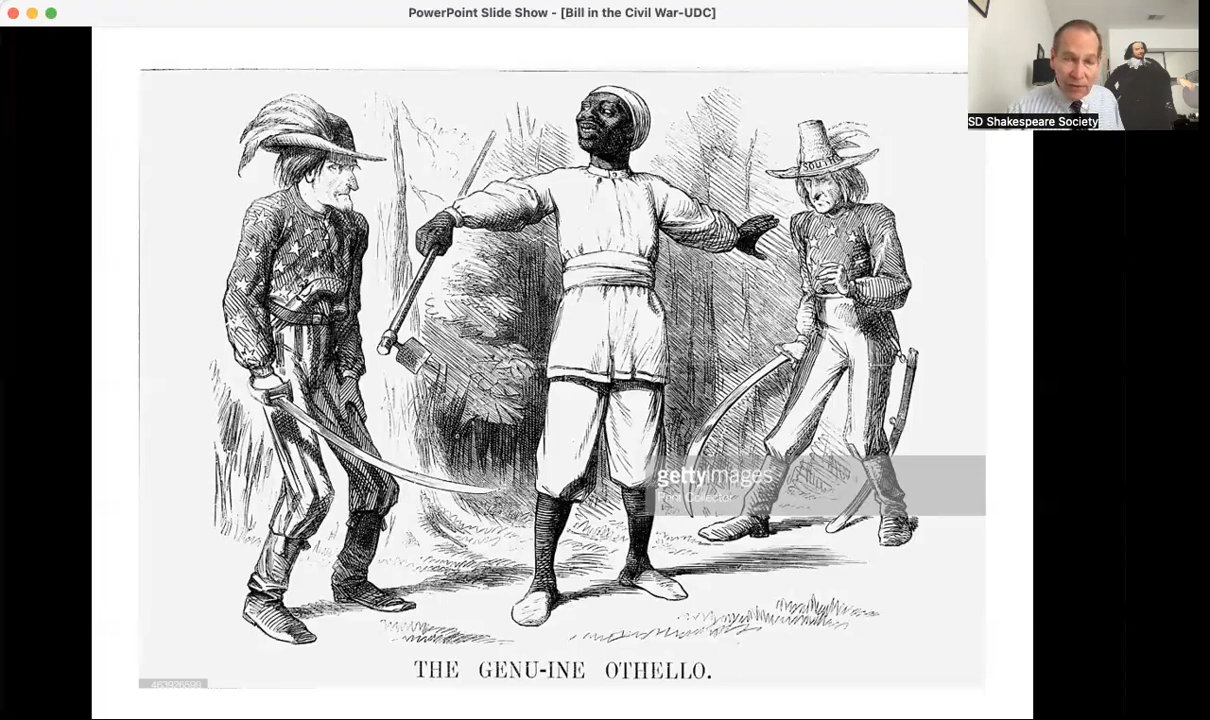 PowerPoint Slide Show - [Bill in the Civil War-UDC]
SD Shakespeare Society
SOUTH
gettyimages
Print Collector
THE GENU-INE OTHELLO.
463926599